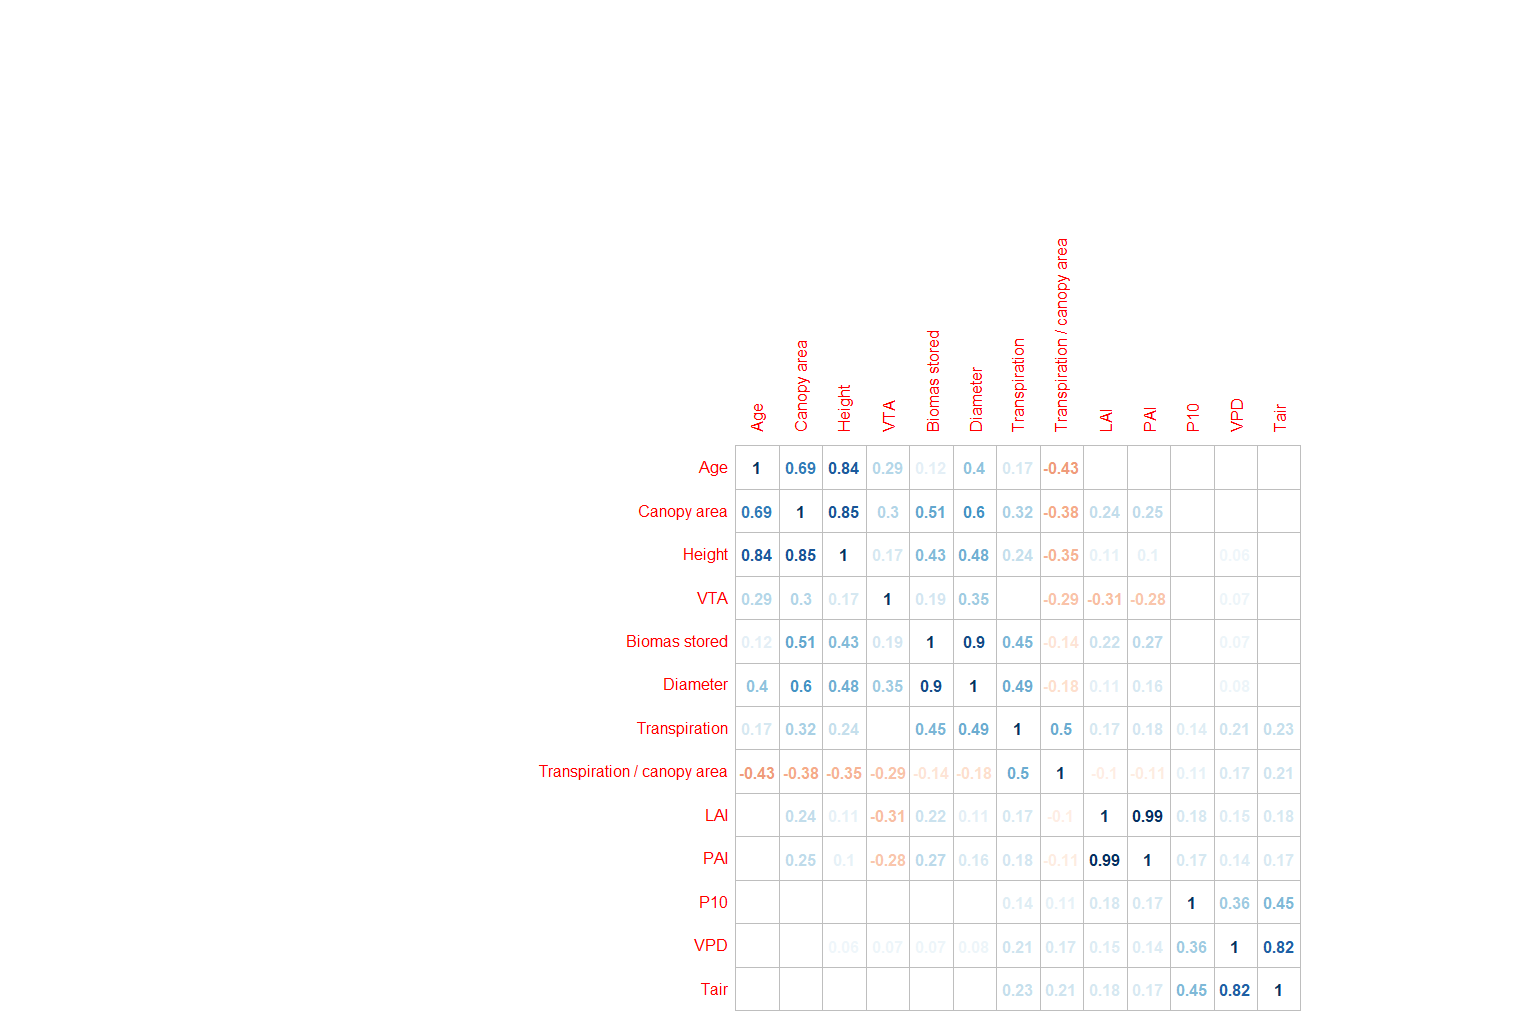 Age
Canopy area
Height
VTA
Biomas stored
Diameter
Transpiration
Transpiration / canopy area
LAI
PAI
P10
VPD
Tair
Age 1 0.69 0.84 0.29 0.12 0.4 0.17 -0.43
Canopy area 0.69 1 0.85 0.3 0.51 0.6 0.32 -0.38 0.24 0.25
Height 0.84 0.85 1 0.17 0.43 0.48 0.24 -0.35 0.11 0.1 0.06
VTA 0.29 0.3 0.17 1 0.19 0.35 -0.29 -0.31 -0.28 0.07
Biomas stored 0.12 0.51 0.43 0.19 1 0.9 0.45 -0.14 0.22 0.27 0.07
Diameter 0.4 0.6 0.48 0.35 0.9 1 0.49 -0.18 0.11 0.16 0.08
Transpiration 0.17 0.32 0.24 0.45 0.49 1 0.5 0.17 0.18 0.14 0.21 0.23
Transpiration / canopy area -0.43 -0.38 -0.35 -0.29 -0.14 -0.18 0.5 1 -0.1 -0.11 0.11 0.17 0.21
LAI 0.24 0.11 -0.31 0.22 0.11 0.17 -0.1 1 0.99 0.18 0.15 0.18
PAI 0.25 0.1 -0.28 0.27 0.16 0.18 -0.11 0.99 1 0.17 0.14 0.17
P10 0.14 0.11 0.18 0.17 1 0.36 0.45
VPD 0.06 0.07 0.07 0.08 0.21 0.17 0.15 0.14 0.36 1 0.82
Tair 0.23 0.21 0.18 0.17 0.45 0.82 1